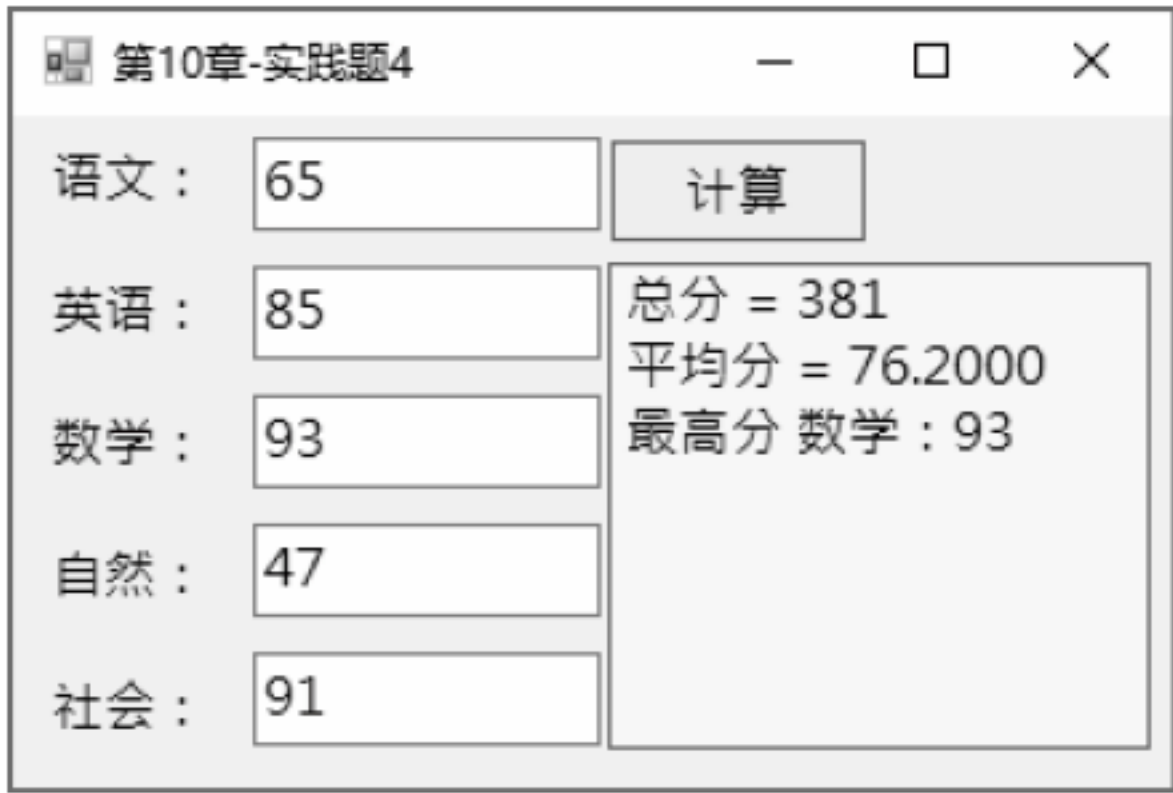 第10章-实践题4
语文：65
计算
英语：85
总分 = 381
平均分 = 76.2000
最高分 数学：93
数学：93
自然：47
社会：91